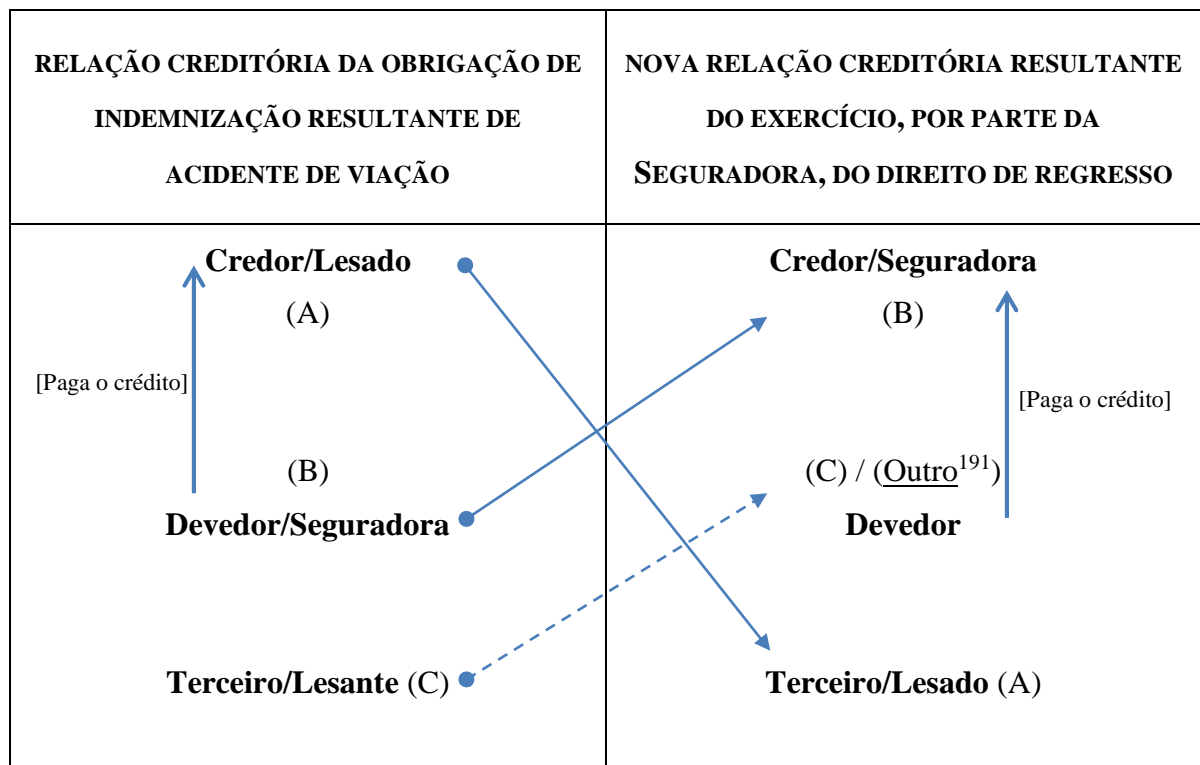 RELAÇÃO CREDITÓRIA DA OBRIGAÇÃO DE
INDEMNIZAÇÃO RESULTANTE DE
ACIDENTE DE VIAÇÃO
NOVA RELAÇÃO CREDITÓRIA RESULTANTE
DO EXERCÍCIO, POR PARTE DA
SEGURADORA, DO DIREITO DE REGRESSO
Credor/Lesado
(A)
[Paga o crédito]
(B)
Devedor/Seguradora
Terceiro/Lesante (C)
Credor/Seguradora
(B)
[Paga o crédito]
(C) / (Outro191)
Devedor
Terceiro/Lesado (A)